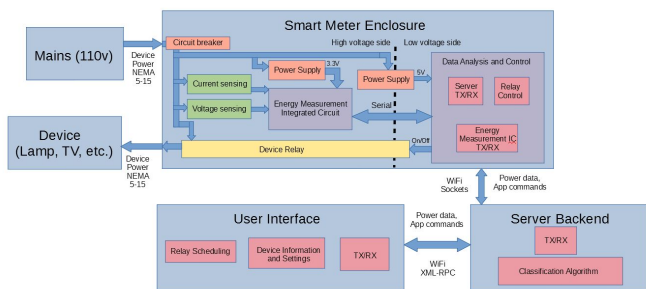 Smart Meter Enclosure
Mains (110v)
Device
Power
NEMA
5-15
Circuit breaker
High voltage side
Low voltage side
Power Supply
3.3V
Power Supply
5V
Current sensing
Voltage sensing
Energy Measurement
Integrated Circuit
Serial
Data Analysis and Control
Server
TX/RX
Relay
Control
Energy
Measurement IC
TX/RX
Device
(Lamp, TV, etc.)
Device
Power
NEMA
5-15
Device Relay
On/Off
WiFi
Sockets
Power data,
App commands
User Interface
Relay Scheduling
Device Information
and Settings
TX/RX
Power data,
App commands
WiFi
XML-RPC
Server Backend
TX/RX
Classification Algorithm